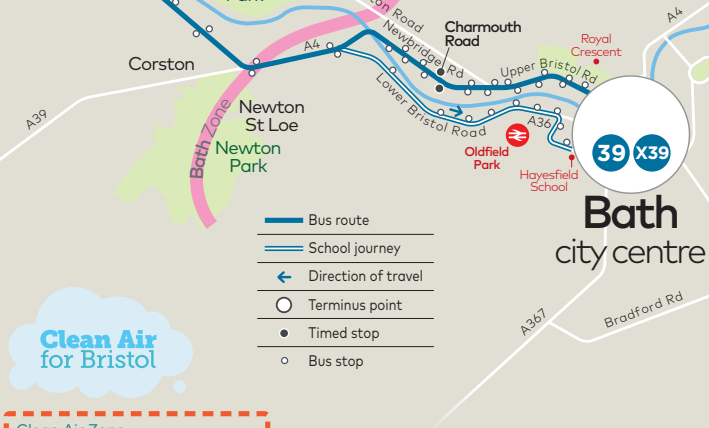 Park
ton Road
A4
Charmouth
Road
Royal
Crescent
Newbridge Rd
A4
Upper Bristol Rd
Corston
Lower Bristol Road
A39
Bath Zone
Newton
St Loe
Newton
Park
A36
Oldfield
Park
Hayesfield
School
39 X39
Bath
city centre
Bus route
School journey
Direction of travel
Terminus point
Timed stop
Bus stop
A367
Bradford Rd
Clean Air
for Bristol
Clean Air Zone